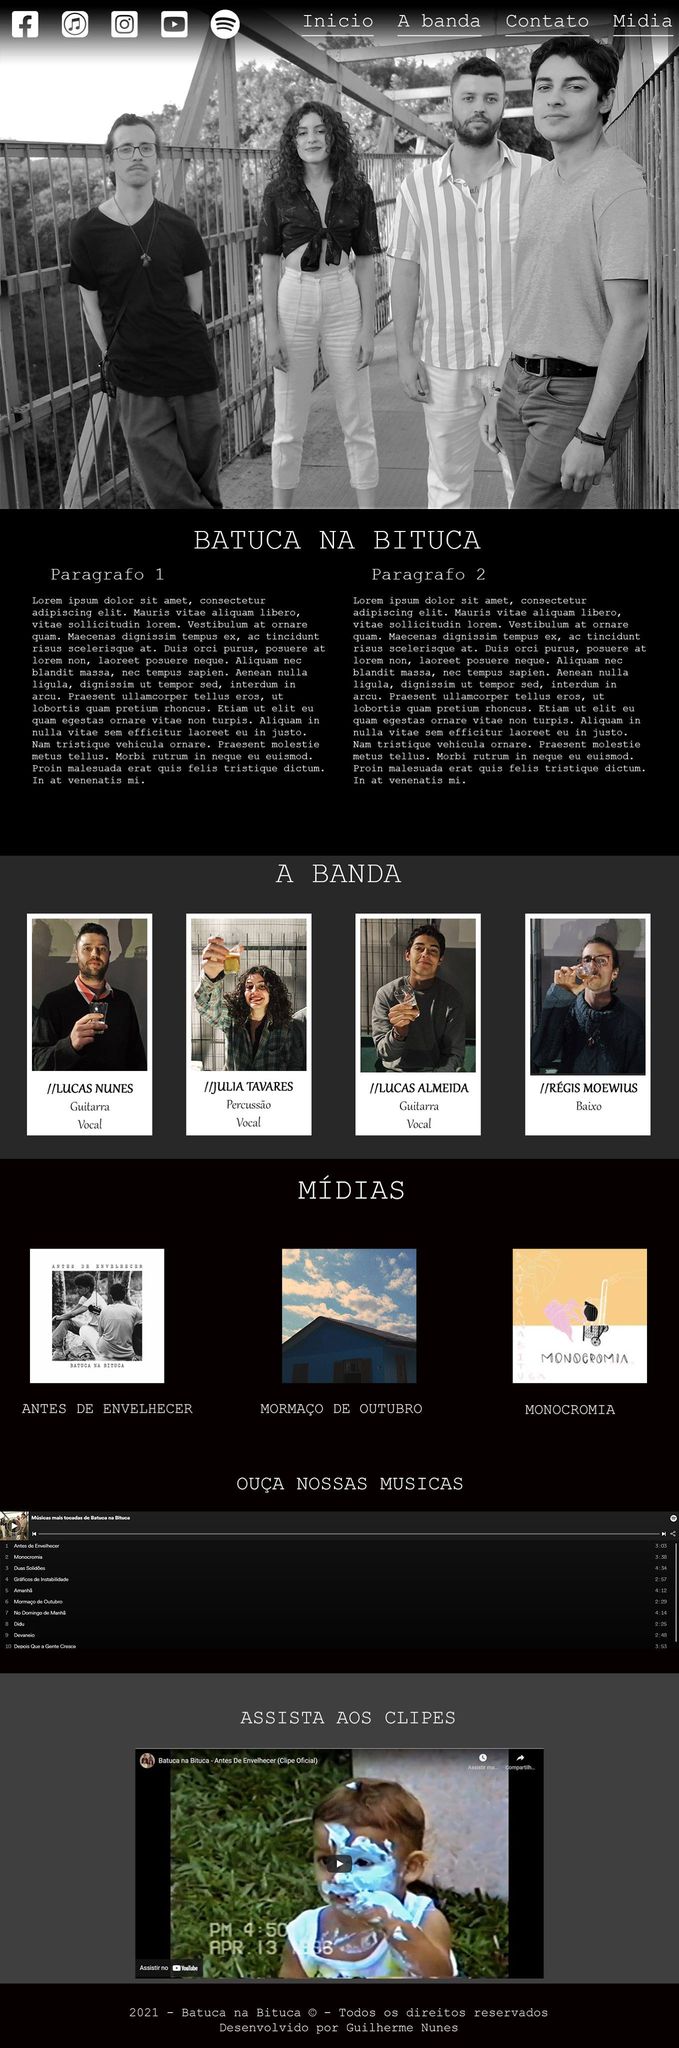 Inicio A banda Contato Midia
BATUCA NA BITUCA
Paragrafo 1
Lorem ipsum dolor sit amet, consectetur
adipiscing elit. Mauris vitae aliquam libero,
vitae sollicitudin lorem. Vestibulum at ornare
quam. Maecenas dignissim tempus ex, ac tincidunt
risus scelerisque at. Duis orci purus, posuere at
lorem non, laoreet posuere neque. Aliquam nec
blandit massa, nec tempus sapien. Aenean nulla
ligula, dignissim ut tempor sed, interdum in
arcu. Praesent ullamcorper tellus eros, ut
lobortis quam pretium rhoncus. Etiam ut elit eu
quam egestas ornare vitae non turpis. Aliquam in
nulla vitae sem efficitur laoreet eu in justo.
Nam tristique vehicula ornare. Praesent molestie
metus tellus. Morbi rutrum in neque eu euismod.
Proin malesuada erat quis felis tristique dictum.
In at venenatis mi.
Paragrafo 2
Lorem ipsum dolor sit amet, consectetur
adipiscing elit. Mauris vitae aliquam libero,
vitae sollicitudin lorem. Vestibulum at ornare
quam. Maecenas dignissim tempus ex, ac tincidunt
risus scelerisque at. Duis orci purus, posuere at
lorem non, laoreet posuere neque. Aliquam nec
blandit massa, nec tempus sapien. Aenean nulla
ligula, dignissim ut tempor sed, interdum in
arcu. Praesent ullamcorper tellus eros, ut
lobortis quam pretium rhoncus. Etiam ut elit eu
quam egestas ornare vitae non turpis. Aliquam in
nulla vitae sem efficitur laoreet eu in justo.
Nam tristique vehicula ornare. Praesent molestie
metus tellus. Morbi rutrum in neque eu euismod.
Proin malesuada erat quis felis tristique dictum.
In at venenatis mi.
A BANDA
//LUCAS NUNES
Guitarra
Vocal
//JULIA TAVARES
Percussão
Vocal
//LUCAS ALMEIDA
Guitarra
Vocal
//RÉGIS MOEWIUS
Baixo
MÍDIAS
ANTES DE ENVELHECER
BATUCA NA BITUCA
MONOCROMIA
ANTES DE ENVELHECER
MORMAÇO DE OUTUBRO
MONOCROMIA
OUÇA NOSSAS MUSICAS
Músicas mais tocadas de Batuca na Bituca
1 Antes de Envelhecer 3:03
2 Monocromia 3:38
3 Duas Solidões 4:34
4 Gráficos de Instabilidade 2:57
5 Amanhã 4:12
6 Mormaço de Outubro 2:29
7 No Domingo de Manhã 4:14
8 Didu 2:25
9 Devaneio 2:48
10 Depois Que a Gente Cresce 3:53
ASSISTA AOS CLIPES
Batuca na Bituca - Antes De Envelhecer (Clipe Oficial)
Assistir ma... Compartilh...
PM 4:50
APR 13
Assistir no YouTube
2021 - Batuca na Bituca © - Todos os direitos reservados
Desenvolvido por Guilherme Nunes